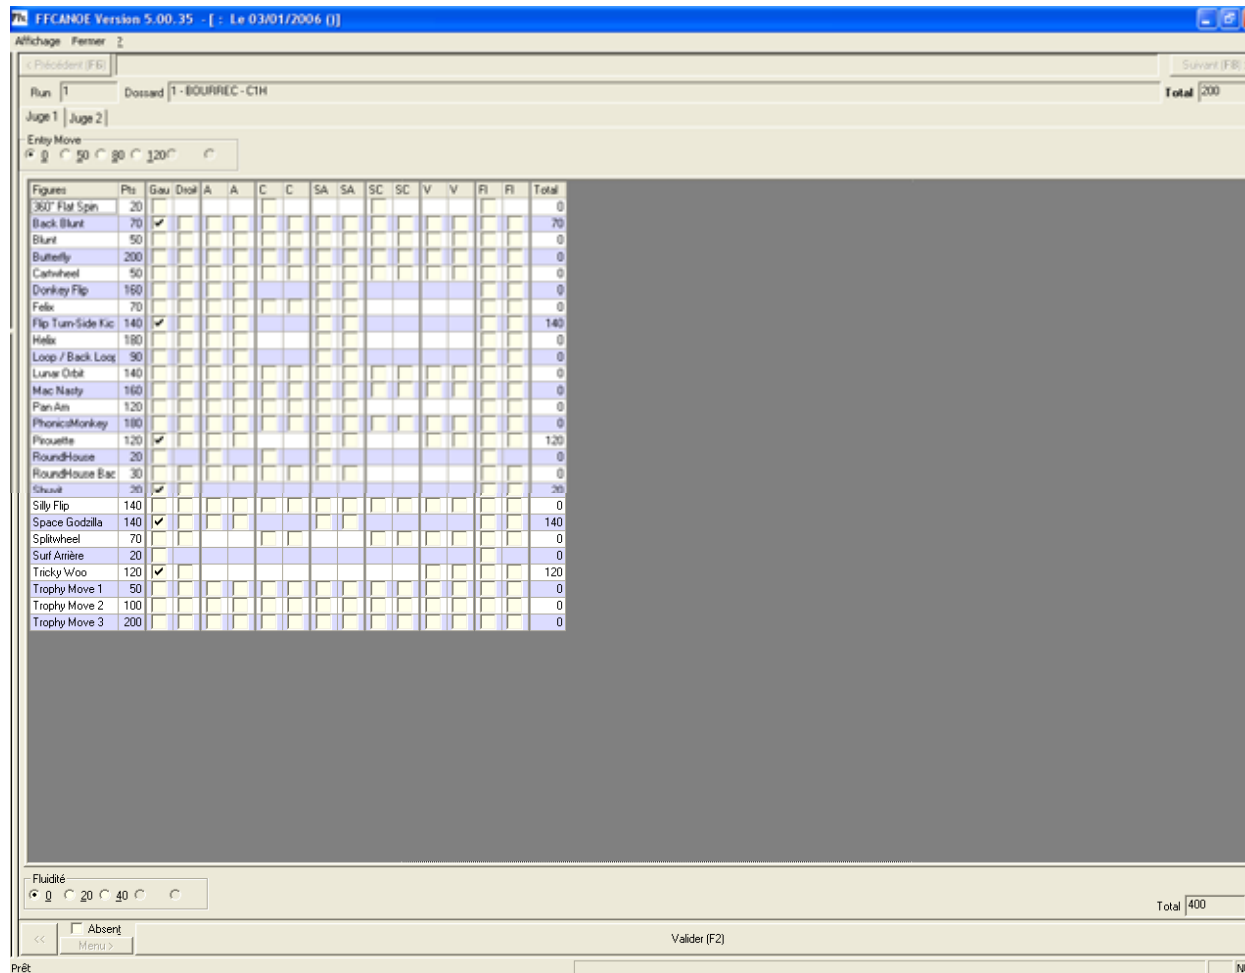 FFCANOE Version 5.00.35 - [ : Le 03/01/2006 ()]
Affichage Fermer ?
< Précédent (F6) Suivant (F8)
Run 1 Dossard 1 - BOURREC - C1H Total 200
Juge 1 Juge 2
Entry Move
0 50 80 120
Figures Pts Gau Droit A A C C SA SA SC SC V V Fl Fl Total
360° Flat Spin 20 0
Back Blunt 70 70
Blunt 50 0
Butterfly 200 0
Cartwheel 50 0
Donkey Flip 160 0
Felix 70 0
Flip Turn-Side Kic 140 140
Helix 180 0
Loop / Back Loop 90 0
Lunar Orbit 140 0
Mac Nasty 160 0
Pan Am 120 0
PhonicsMonkey 180 0
Pirouette 120 120
RoundHouse 20 0
RoundHouse Bac 30 0
Shuvit 20 20
Silly Flip 140 0
Space Godzilla 140 140
Splitwheel 70 0
Surf Arrière 20 0
Tricky Woo 120 120
Trophy Move 1 50 0
Trophy Move 2 100 0
Trophy Move 3 200 0
Fluidité
0 20 40
Total 400
<< Absent
Menu >
Valider (F2)
Prêt